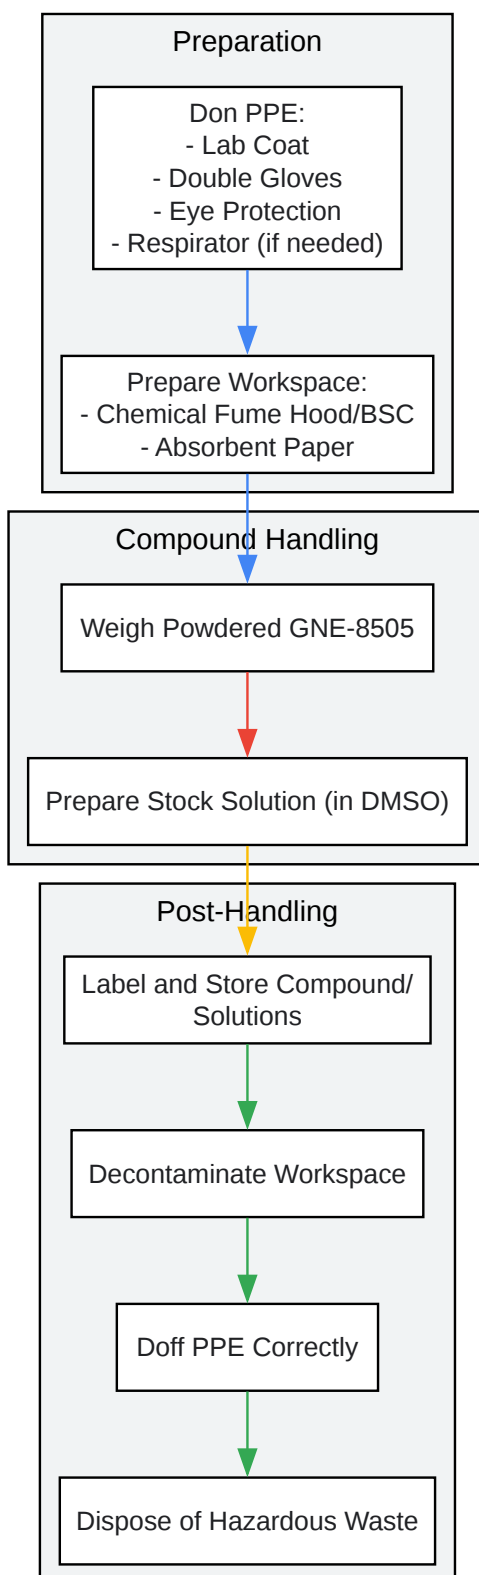 Preparation
Don PPE:
- Lab Coat
- Double Gloves
- Eye Protection
- Respirator (if needed)
Prepare Workspace:
- Chemical Fume Hood/BSC
- Absorbent Paper
Compound Handling
Weigh Powdered GNE-8505
Prepare Stock Solution (in DMSO)
Post-Handling
Label and Store Compound/
Solutions
Decontaminate Workspace
Doff PPE Correctly
Dispose of Hazardous Waste